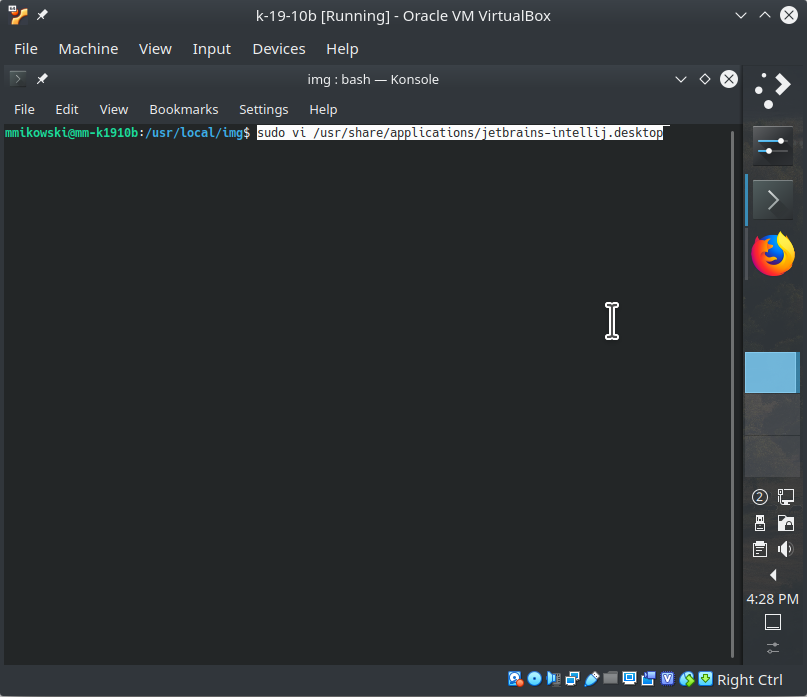 k-19-10b [Running] - Oracle VM VirtualBox
File Machine View Input Devices Help
img : bash — Konsole
File Edit View Bookmarks Settings Help
mmikowski@mm-k1910b:/usr/local/img$ sudo vi /usr/share/applications/jetbrains-intellij.desktop
2
4:28 PM
Right Ctrl